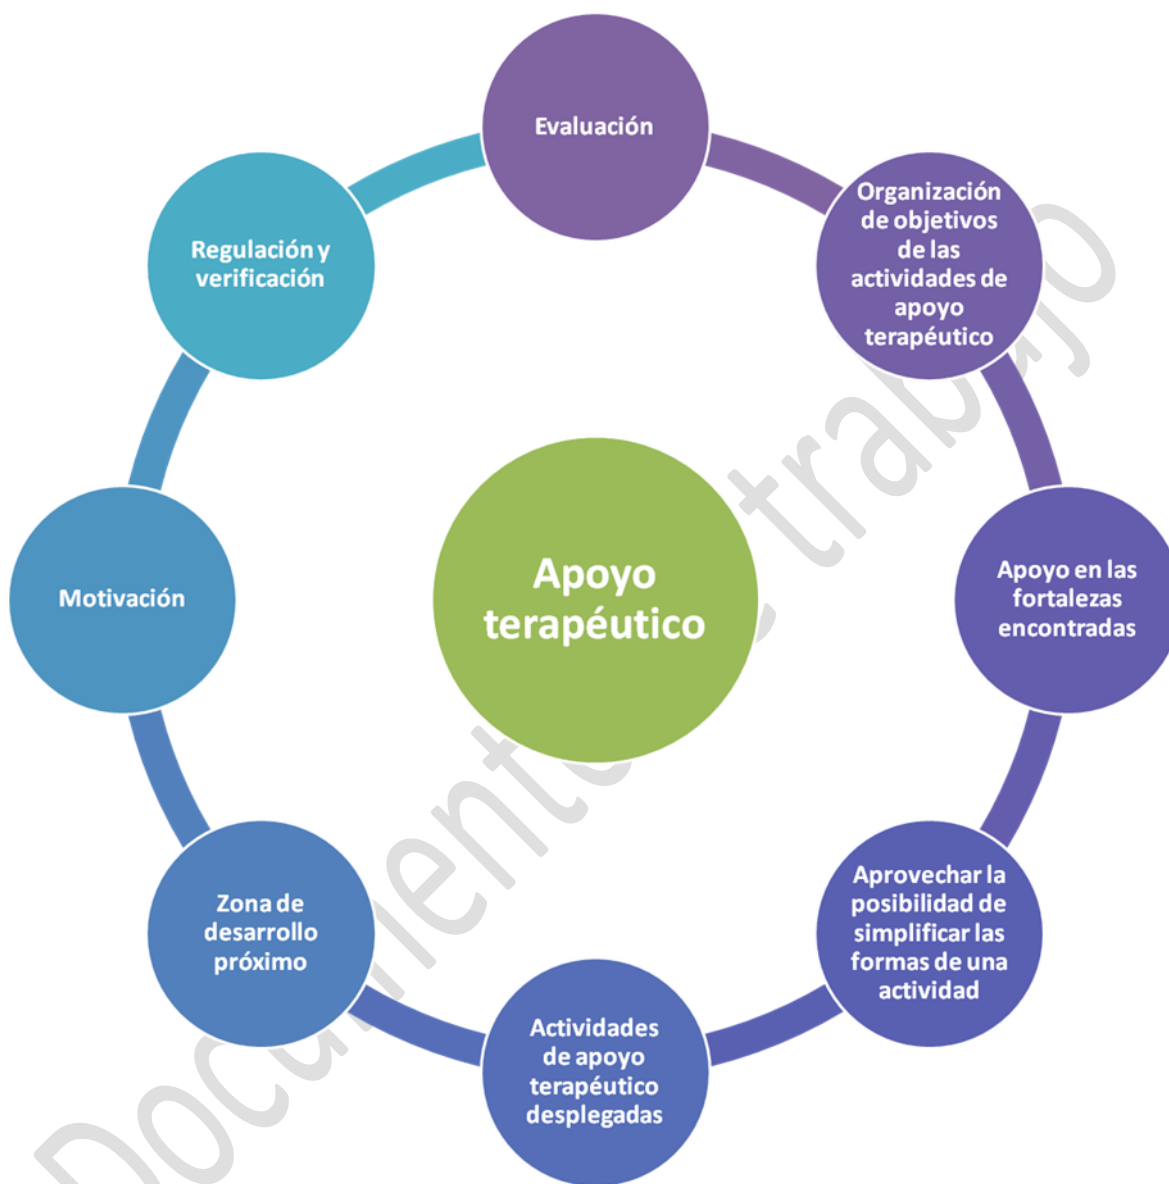 Evaluación
Organización
de objetivos
de las
actividades de
apoyo
terapéutico
Apoyo en las
fortalezas
encontradas
Aprovechar la
posibilidad de
simplificar las
formas de una
actividad
Actividades
de apoyo
terapéutico
desplegadas
Zona de
desarrollo
próximo
Motivación
Regulación y
verificación
Apoyo
terapéutico
Documento trabajo